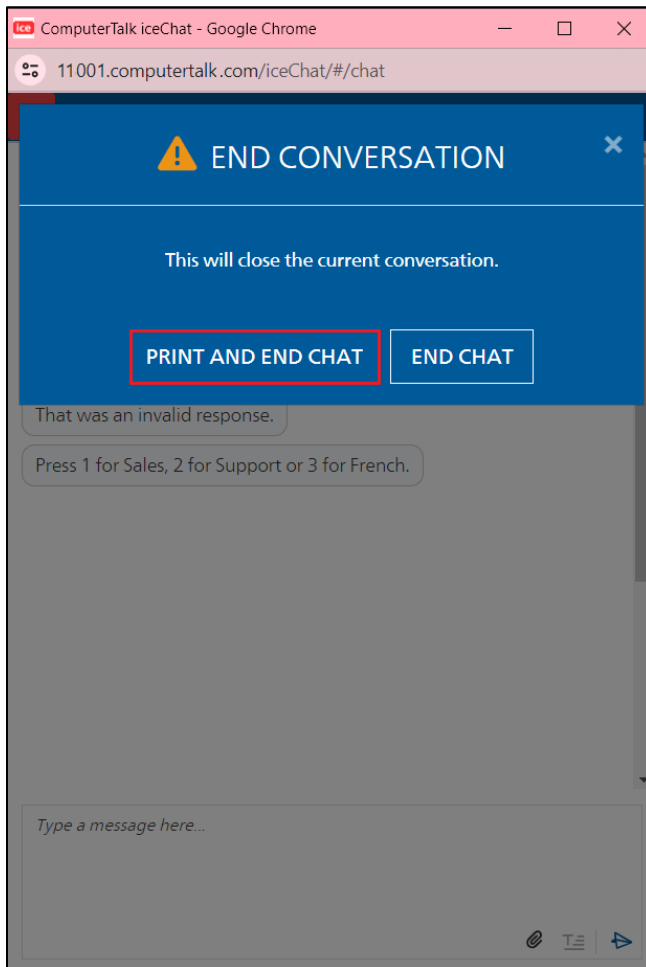 ice ComputerTalk iceChat - Google Chrome
11001.computertalk.com/iceChat/#/chat
END CONVERSATION
This will close the current conversation.
PRINT AND END CHAT END CHAT
That was an invalid response.
Press 1 for Sales, 2 for Support or 3 for French.
Type a message here...